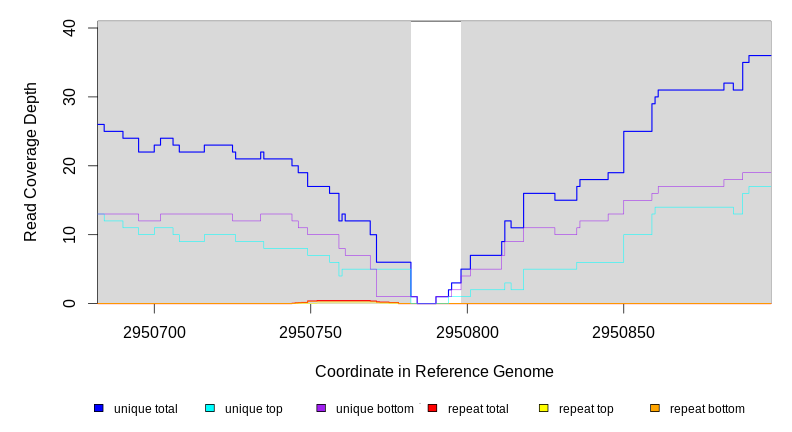 40
30
20
10
0
Read Coverage Depth
2950700 2950750 2950800 2950850
Coordinate in Reference Genome
unique total unique top unique bottom repeat total repeat top repeat bottom